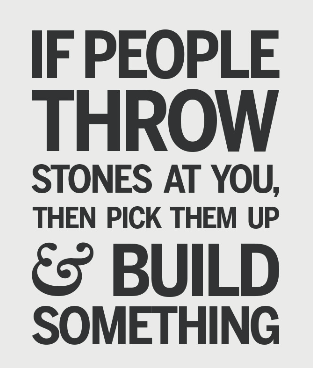 IF PEOPLE
THROW
STONES AT YOU,
THEN PICK THEM UP
& BUILD
SOMETHING